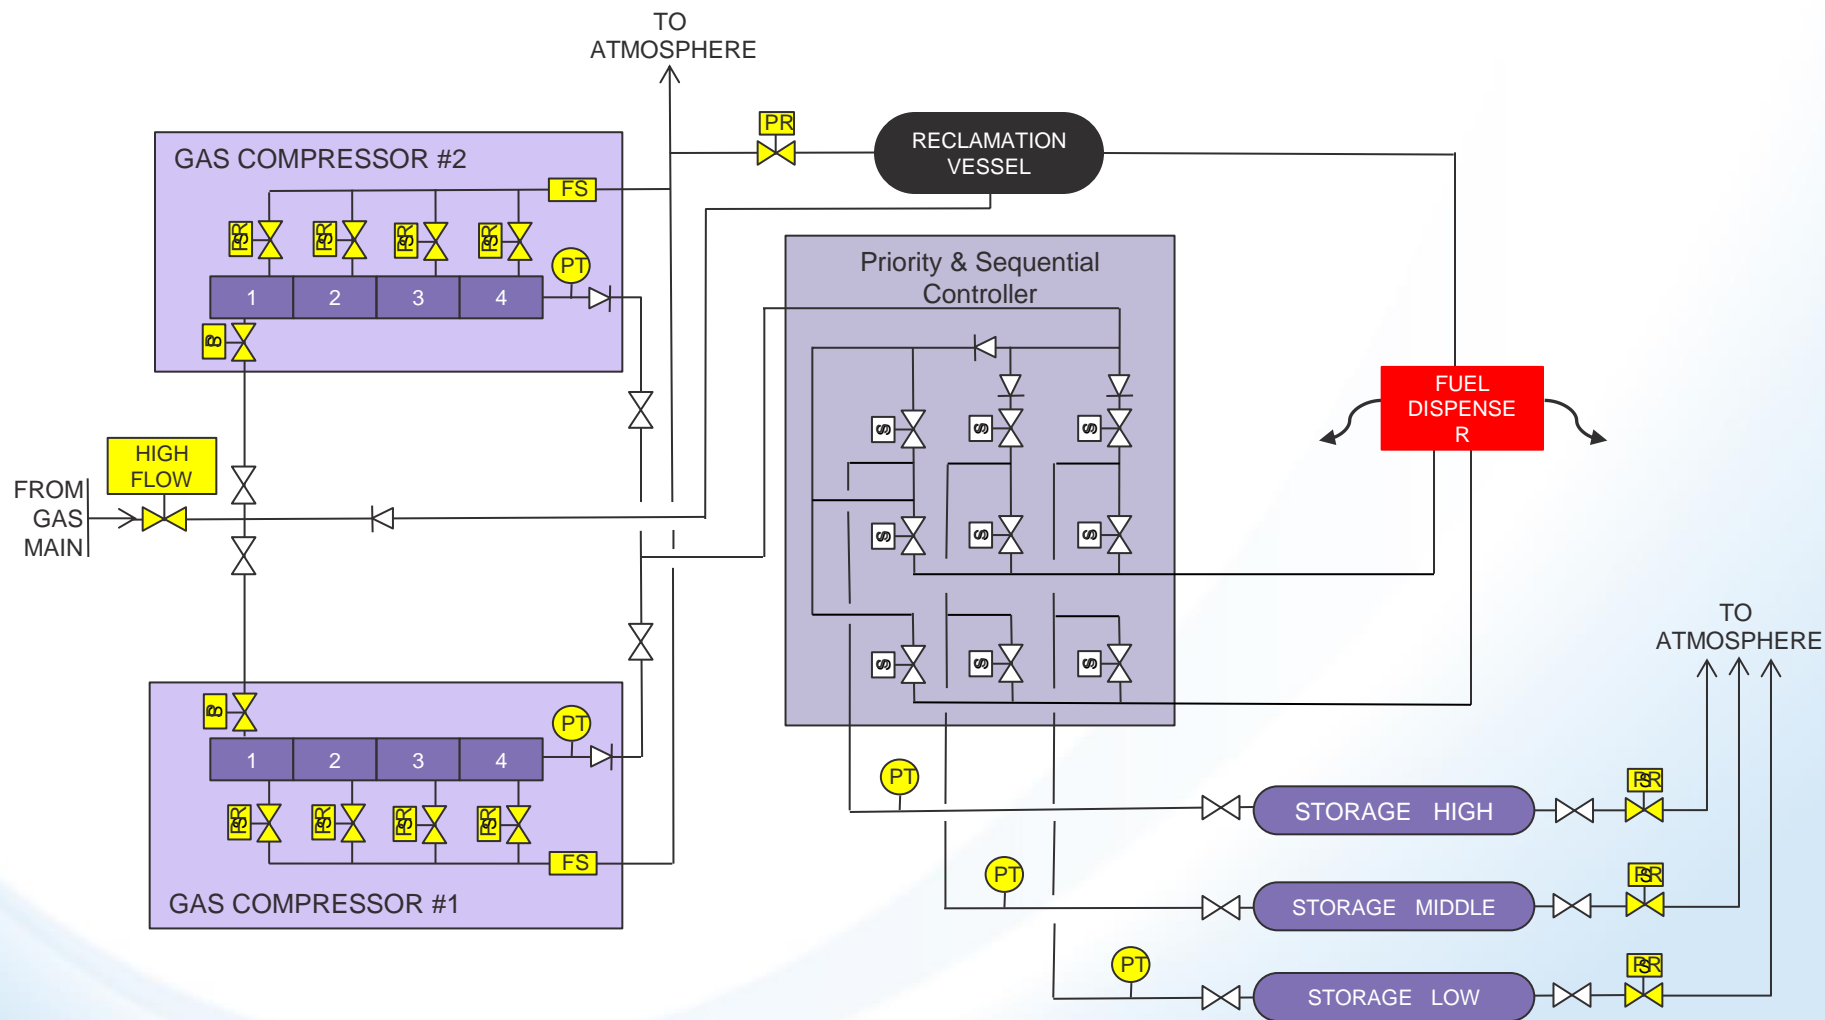 TO
ATMOSPHERE
PR
RECLAMATION
VESSEL
GAS COMPRESSOR #2
FS
PT
1 2 3 4
Priority & Sequential
Controller
FUEL
DISPENSE
R
S S S
HIGH
FLOW
FROM
GAS
MAIN
S S S
TO
ATMOSPHERE
S S S
PT
1 2 3 4
PT
STORAGE HIGH
FS
GAS COMPRESSOR #1
PT
STORAGE MIDDLE
PT
STORAGE LOW